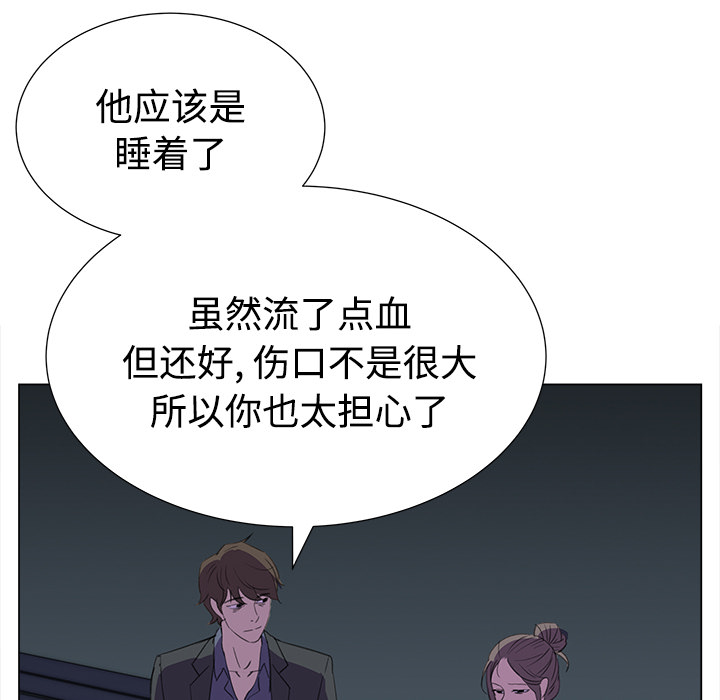 他应该是
睡着了
虽然流了点血
但还好, 伤口不是很大
所以你也太担心了